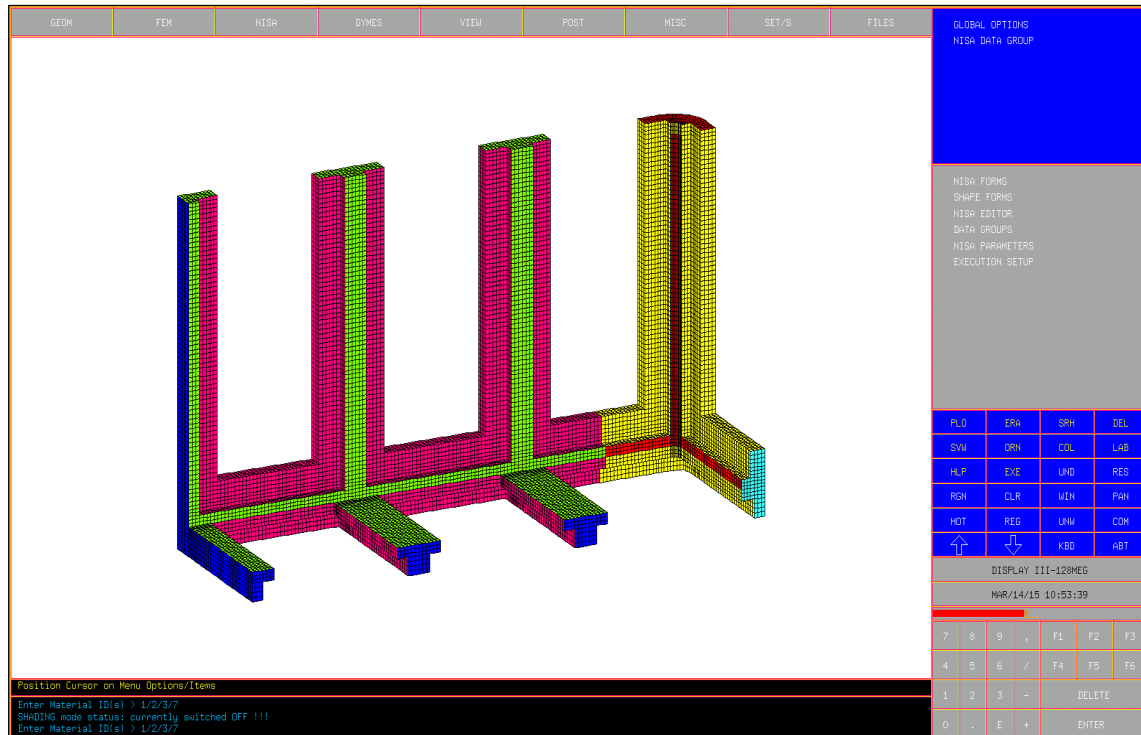 GEOM FEM NISA DYMES VIEW POST MISC SET/S FILES
GLOBAL OPTIONS
NISA DATA GROUP
NISA FORMS
SHAPE FORMS
NISA EDITOR
DATA GROUPS
NISA PARAMETERS
EXECUTION SETUP
PLO ERA SRH DEL
SVW ORN COL LAB
HLP EXE UND RES
RGN CLR WIN PAN
HOT REG UNW COM
KBD ABT
DISPLAY III-128MEG
MAR/14/15 10:53:39
7 8 9 , F1 F2 F3
4 5 6 / F4 F5 F6
1 2 3 - DELETE
0 . E + ENTER
Position Cursor on Menu Options/Items
Enter Material ID(s) > 1/2/3/7
SHADING mode status: currently switched OFF !!!
Enter Material ID(s) > 1/2/3/7